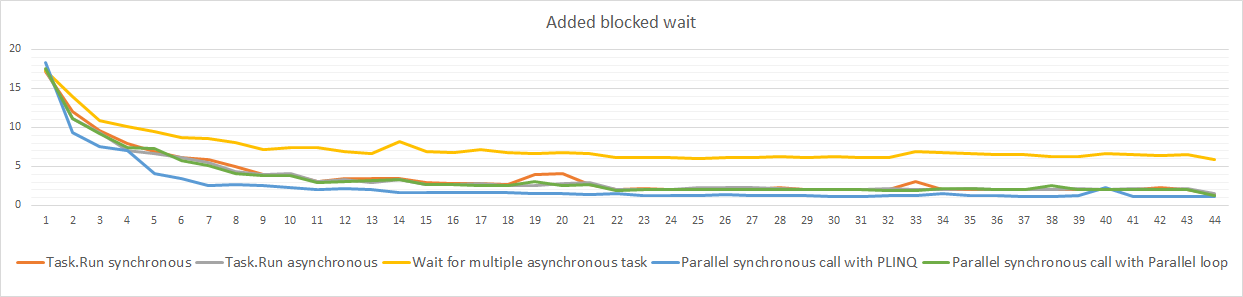 Added blocked wait
20
15
10
5
0
1 2 3 4 5 6 7 8 9 10 11 12 13 14 15 16 17 18 19 20 21 22 23 24 25 26 27 28 29 30 31 32 33 34 35 36 37 38 39 40 41 42 43 44
Task.Run synchronous Task.Run asynchronous Wait for multiple asynchronous task Parallel synchronous call with PLINQ Parallel synchronous call with Parallel loop